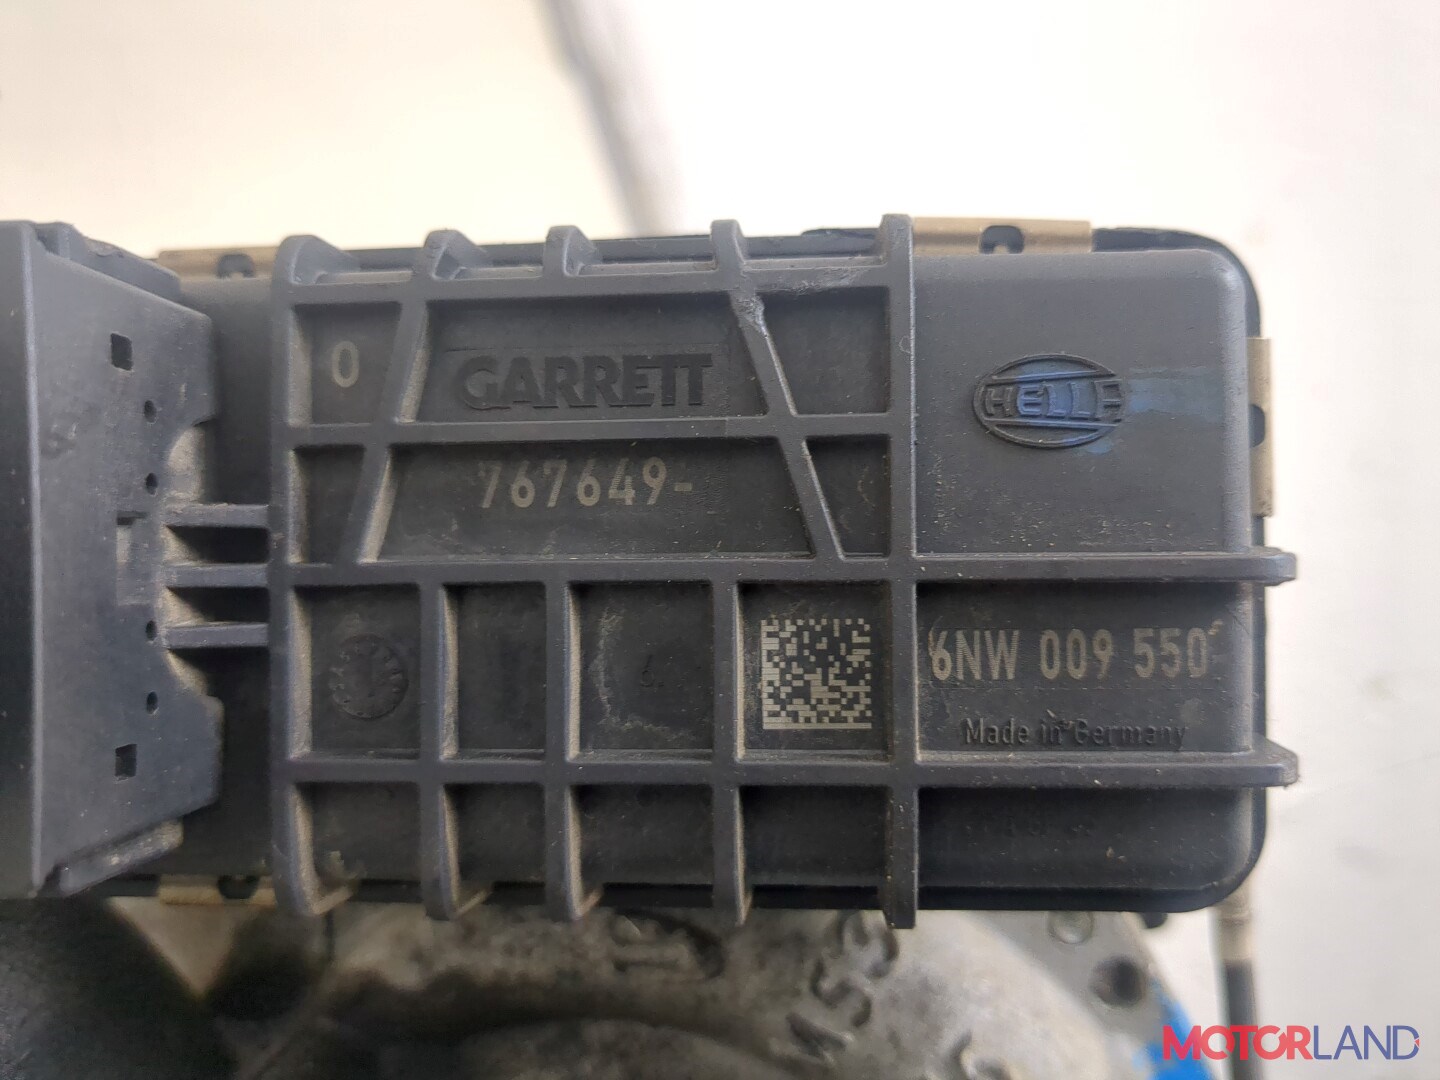 0
GARRETT
767649-
HELLA
6NW 009 550-
Made in Germany
MOTORLAND